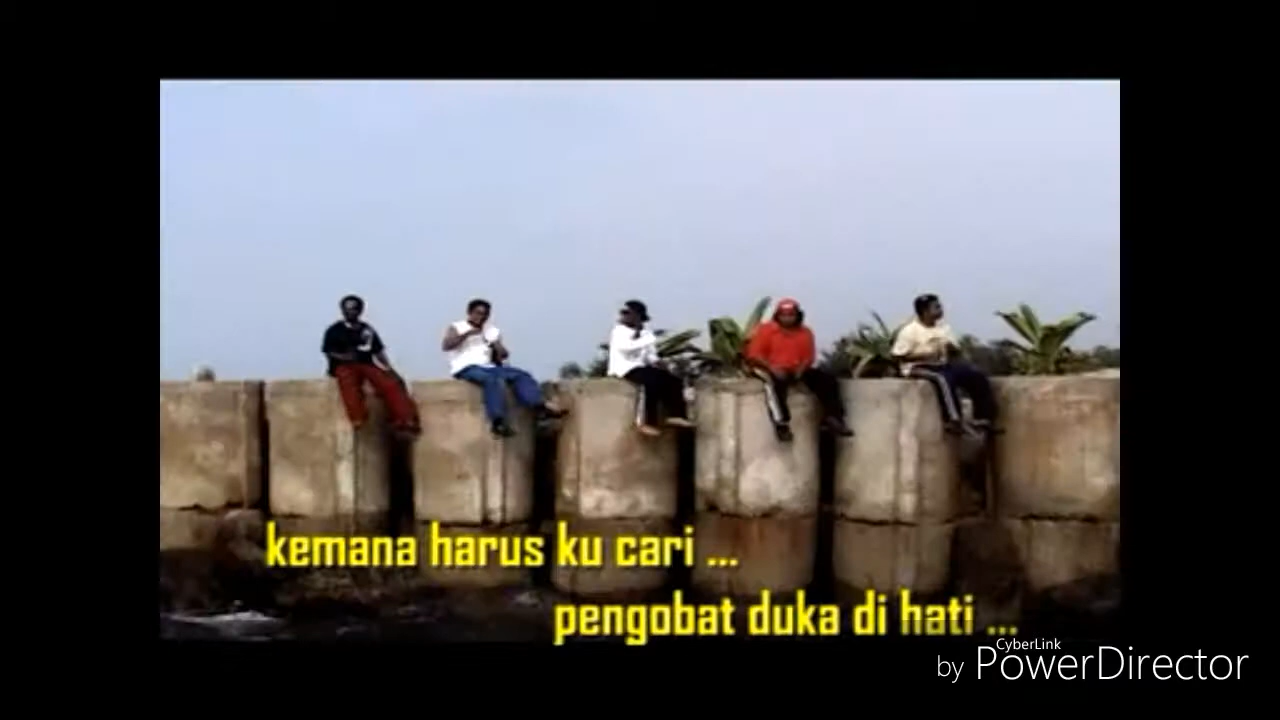 kemana harus ku cari ...
pengobat duka di hati ...
CyberLink
by PowerDirector